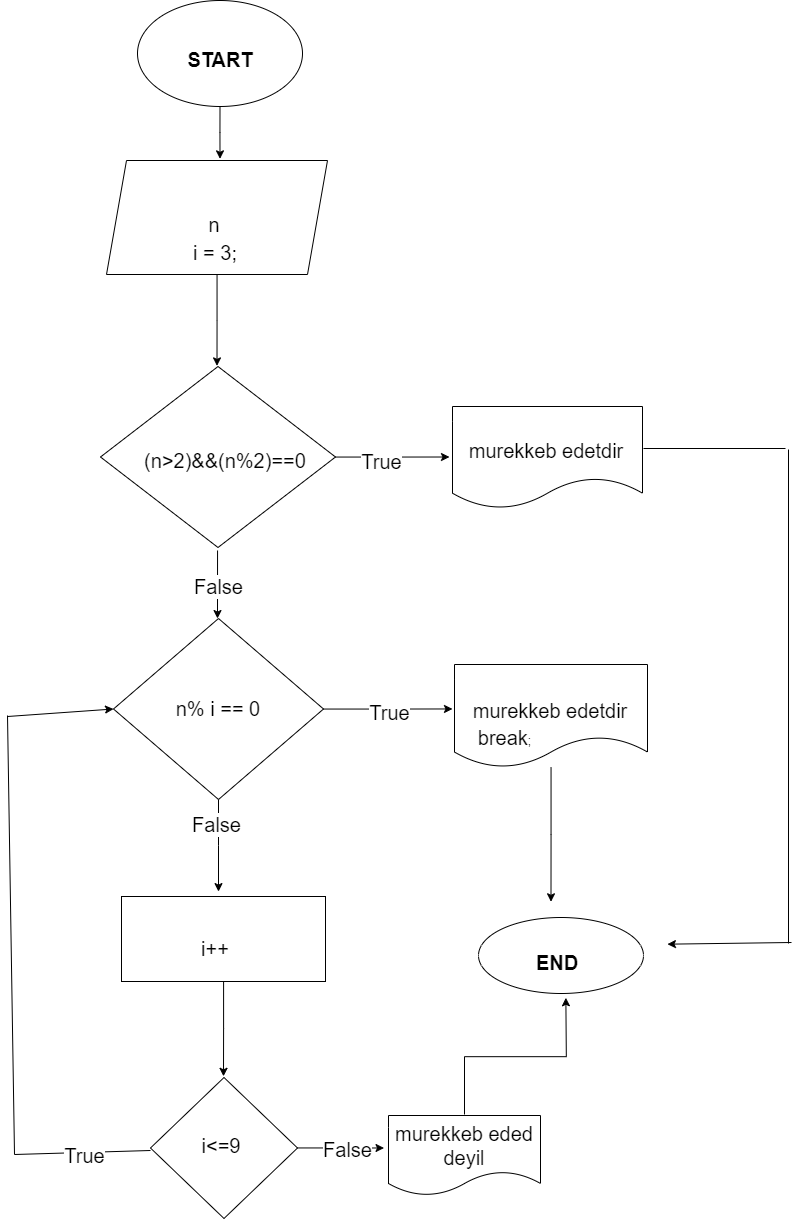 START
n
i = 3;
(n>2)&&(n%2)==0
True
murekkeb edetdir
False
n% i == 0
True
murekkeb edetdir
break;
False
i++
END
i<=9
True
False
murekkeb eded
deyil